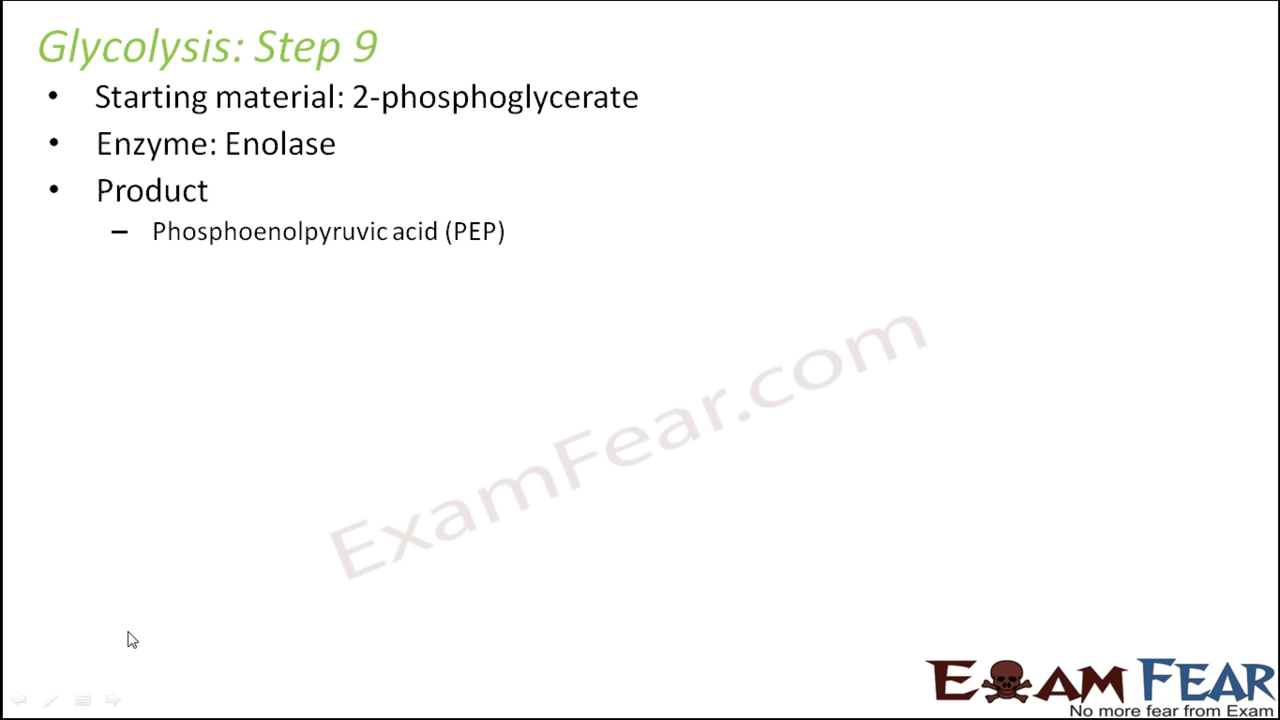 Glycolysis: Step 9
• Starting material: 2-phosphoglycerate
• Enzyme: Enolase
• Product
– Phosphoenolpyruvic acid (PEP)
ExamFear.com
EXAM FEAR
No more fear from Exam